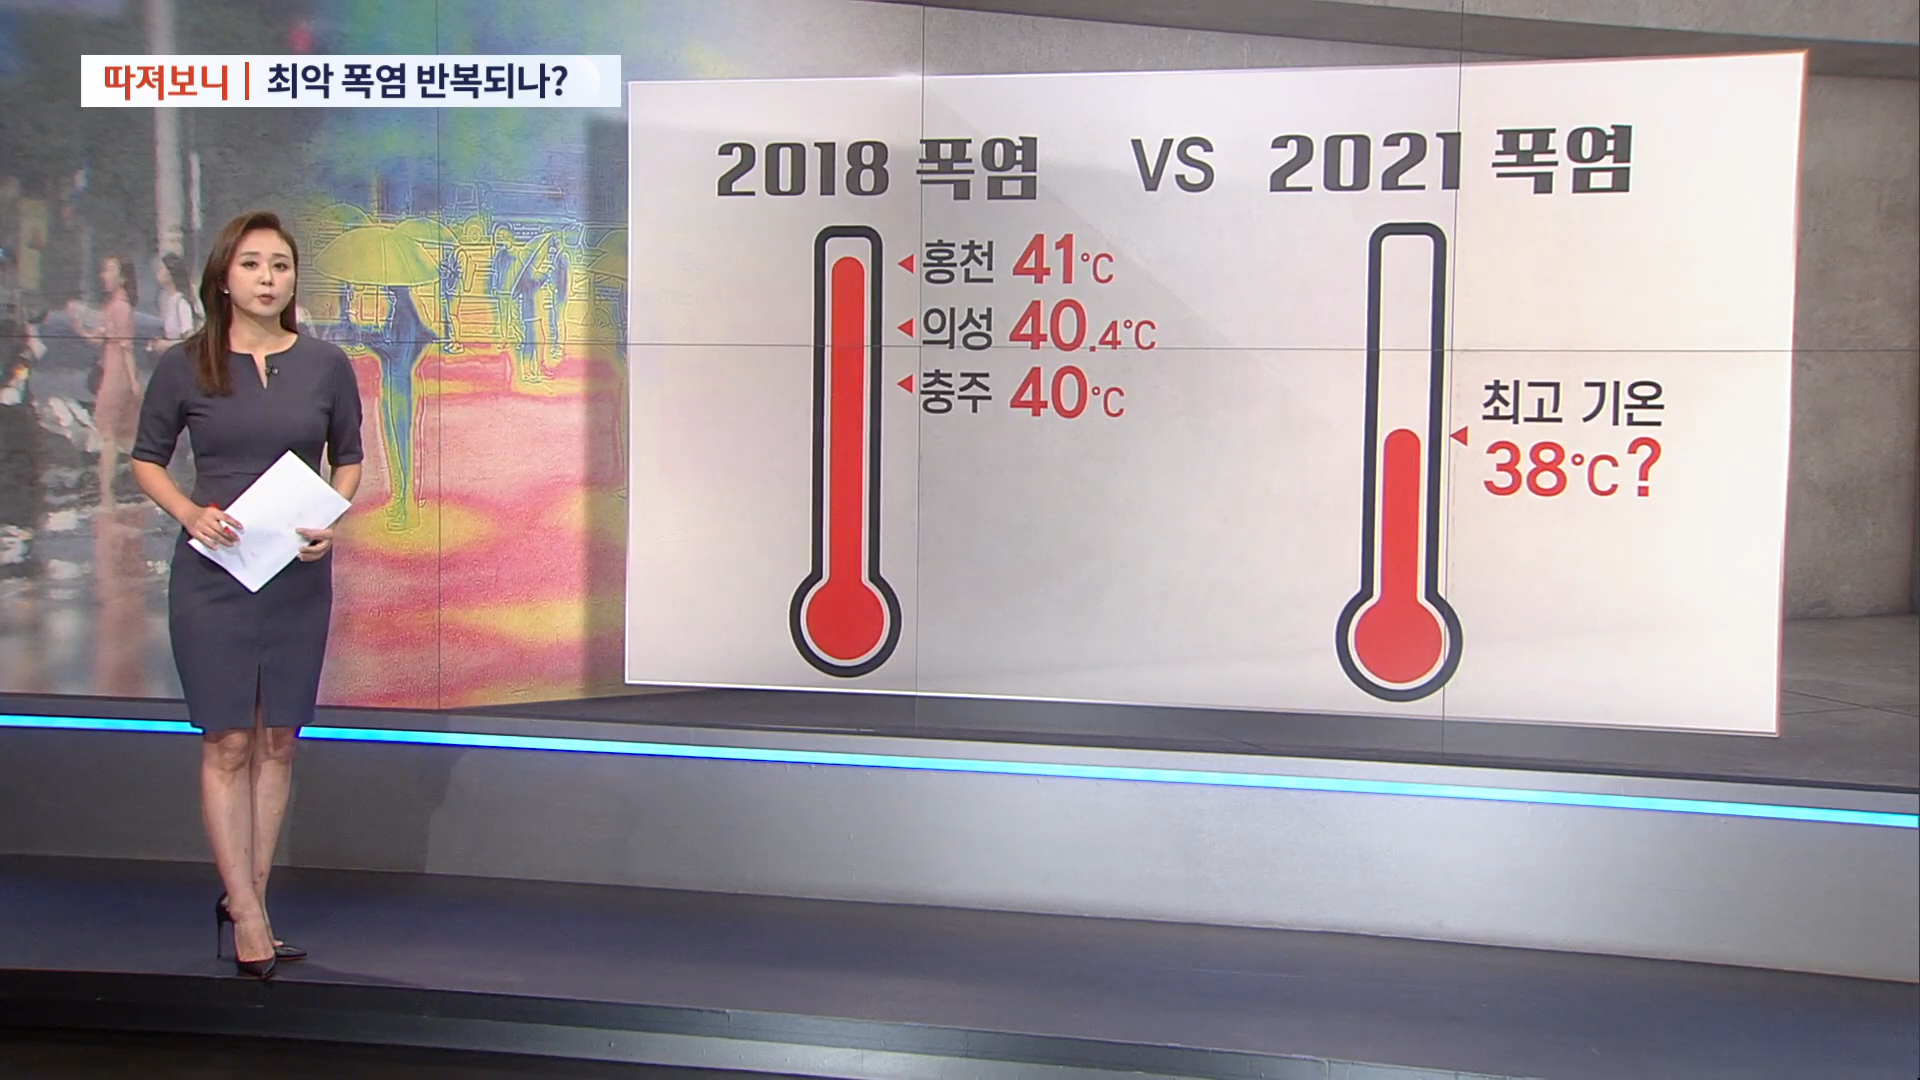 따져보니 | 최악 폭염 반복되나?
2018 폭염 VS 2021 폭염
홍천 41℃
의성 40.4℃
충주 40℃
최고 기온
38℃?